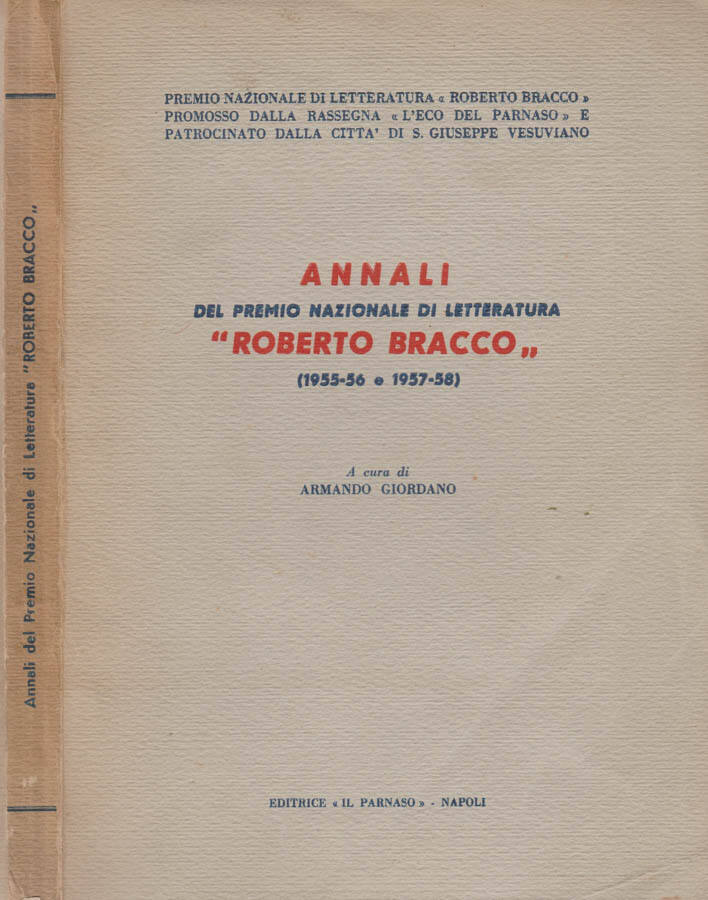 Annali del Premio Nazionale di Letteratura "ROBERTO BRACCO„
PREMIO NAZIONALE DI LETTERATURA « ROBERTO BRACCO »
PROMOSSO DALLA RASSEGNA « L'ECO DEL PARNASO » E
PATROCINATO DALLA CITTA' DI S. GIUSEPPE VESUVIANO
ANNALI
DEL PREMIO NAZIONALE DI LETTERATURA
"ROBERTO BRACCO„
(1955-56 e 1957-58)
A cura di
ARMANDO GIORDANO
EDITRICE « IL PARNASO » - NAPOLI